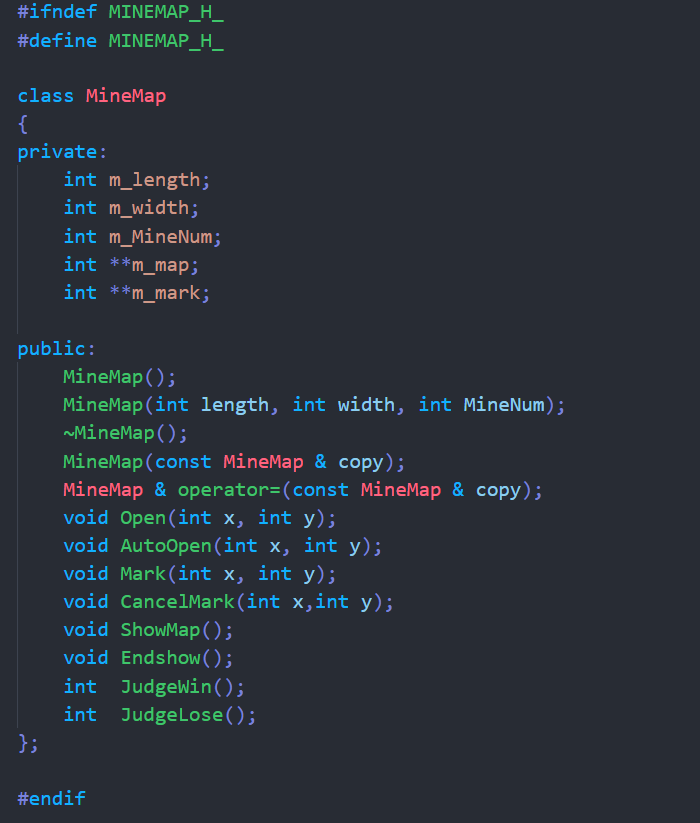 #ifndef MINEMAP_H_
#define MINEMAP_H_
class MineMap
{
private:
int m_length;
int m_width;
int m_MineNum;
int **m_map;
int **m_mark;
public:
MineMap();
MineMap(int length, int width, int MineNum);
~MineMap();
MineMap(const MineMap & copy);
MineMap & operator=(const MineMap & copy);
void Open(int x, int y);
void AutoOpen(int x, int y);
void Mark(int x, int y);
void CancelMark(int x,int y);
void ShowMap();
void Endshow();
int  JudgeWin();
int  JudgeLose();
};
#endif